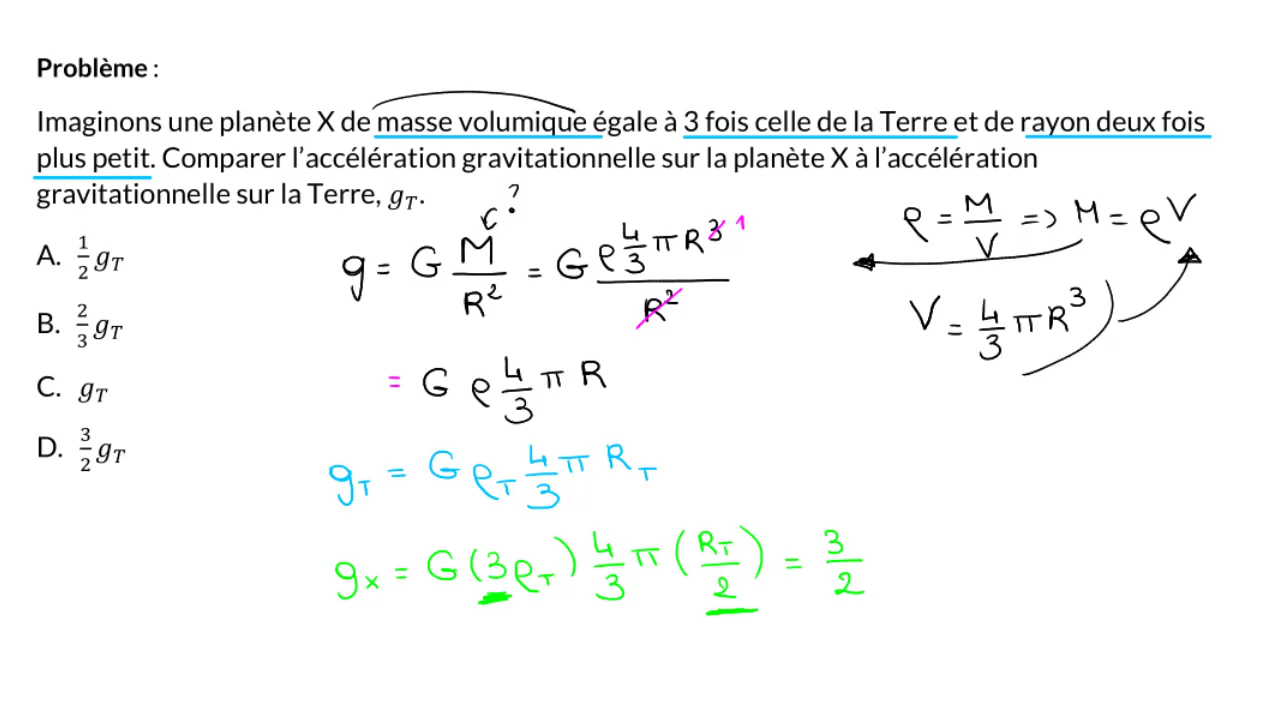 Problème :
Imaginons une planète X de masse volumique égale à 3 fois celle de la Terre et de rayon deux fois
plus petit. Comparer l’accélération gravitationnelle sur la planète X à l’accélération
gravitationnelle sur la Terre, g_T.
A. 1/2 g_T
B. 2/3 g_T
C. g_T
D. 3/2 g_T
?
g = G M/R² = G ρ 4/3 π R³ / R² 1
= G ρ 4/3 π R
g_T = G ρ_T 4/3 π R_T
g_X = G (3ρ_T) 4/3 π (R_T/2) = 3/2
ρ = M/V => M = ρV
V = 4/3 π R³